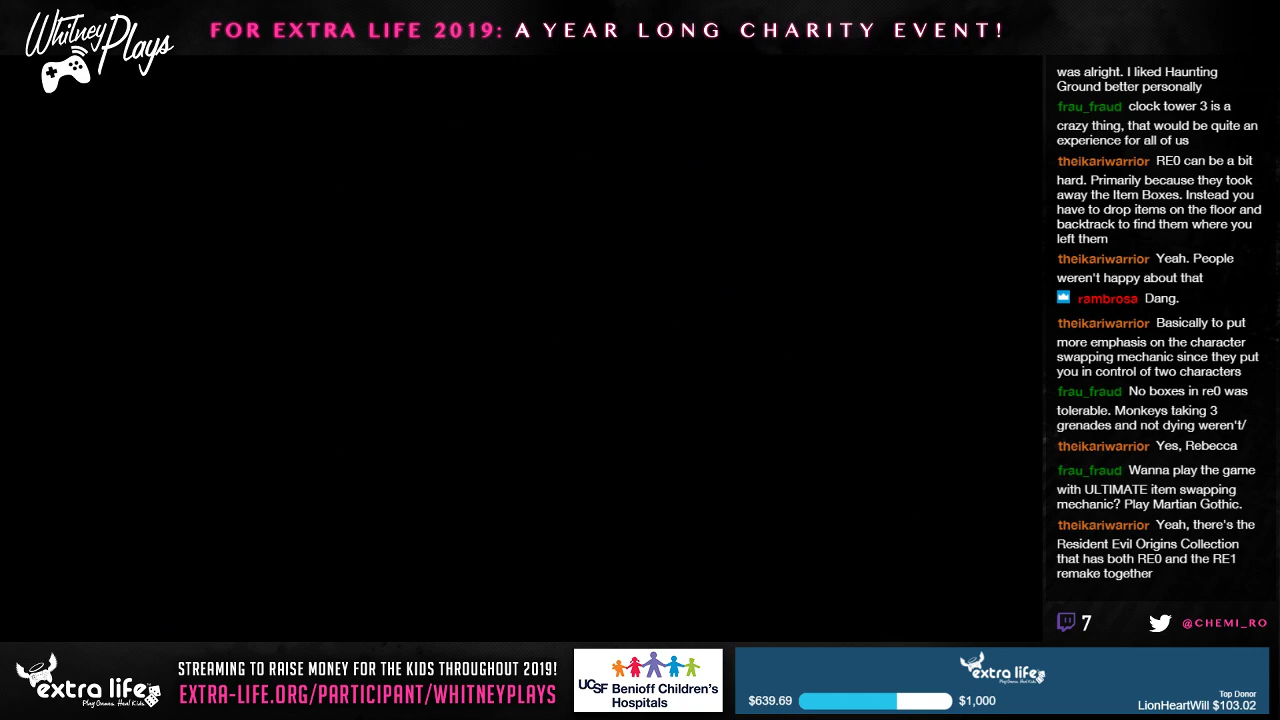 Whitney Plays
FOR EXTRA LIFE 2019: A YEAR LONG CHARITY EVENT!
was alright. I liked Haunting
Ground better personally
frau_fraud clock tower 3 is a
crazy thing, that would be quite an
experience for all of us
theikariwarrior RE0 can be a bit
hard. Primarily because they took
away the Item Boxes. Instead you
have to drop items on the floor and
backtrack to find them where you
left them
theikariwarrior Yeah. People
weren't happy about that
rambrosa Dang.
theikariwarrior Basically to put
more emphasis on the character
swapping mechanic since they put
you in control of two characters
frau_fraud No boxes in re0 was
tolerable. Monkeys taking 3
grenades and not dying weren't/
theikariwarrior Yes, Rebecca
frau_fraud Wanna play the game
with ULTIMATE item swapping
mechanic? Play Martian Gothic.
theikariwarrior Yeah, there's the
Resident Evil Origins Collection
that has both RE0 and the RE1
remake together
7
@CHEMI_RO
extra life
Play Games. Heal Kids.
STREAMING TO RAISE MONEY FOR THE KIDS THROUGHOUT 2019!
EXTRA-LIFE.ORG/PARTICIPANT/WHITNEYPLAYS
UCSF Benioff Children's
Hospitals
extra life
Play Games. Heal Kids.
$639.69
$1,000
Top Donor
LionHeartWill $103.02